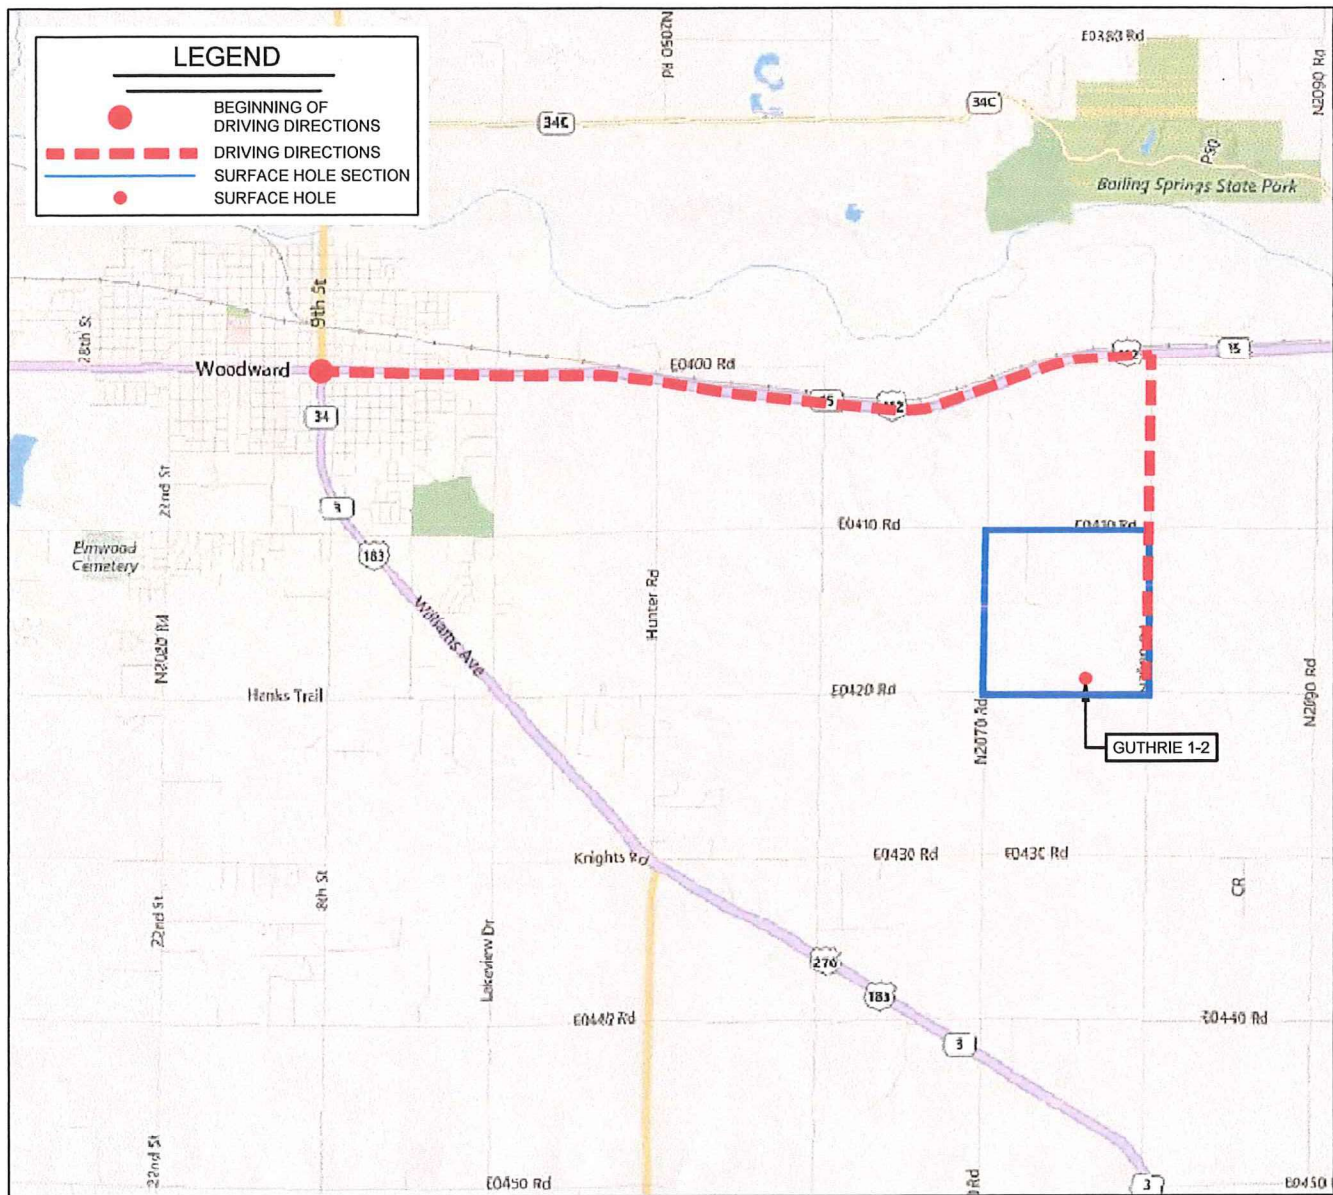 LEGEND
BEGINNING OF
DRIVING DIRECTIONS
DRIVING DIRECTIONS
SURFACE HOLE SECTION
SURFACE HOLE
N2050 Rd
E0380 Rd
N2090 Rd
34C
34C
Boiling Springs State Park
9th St
28th St
Woodward
E0400 Rd
15
34
22nd St
3
183
E0410 Rd
E0410 Rd
Elmwood
Cemetery
Hunter Rd
Williams Ave
N2020 Rd
Hanks Trail
E0420 Rd
N2070 Rd
N2090 Rd
GUTHRIE 1-2
Knights Rd
E0430 Rd
E0430 Rd
CR
22nd St
8th St
Lakeview Dr
270
183
E0440 Rd
E0440 Rd
3
22nd St
E0450 Rd
3
E0450